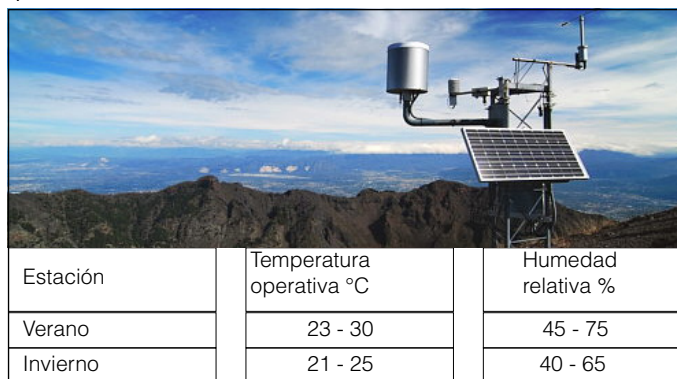 Estación
Temperatura
operativa °C
Humedad
relativa %
Verano
23 - 30
45 - 75
Invierno
21 - 25
40 - 65